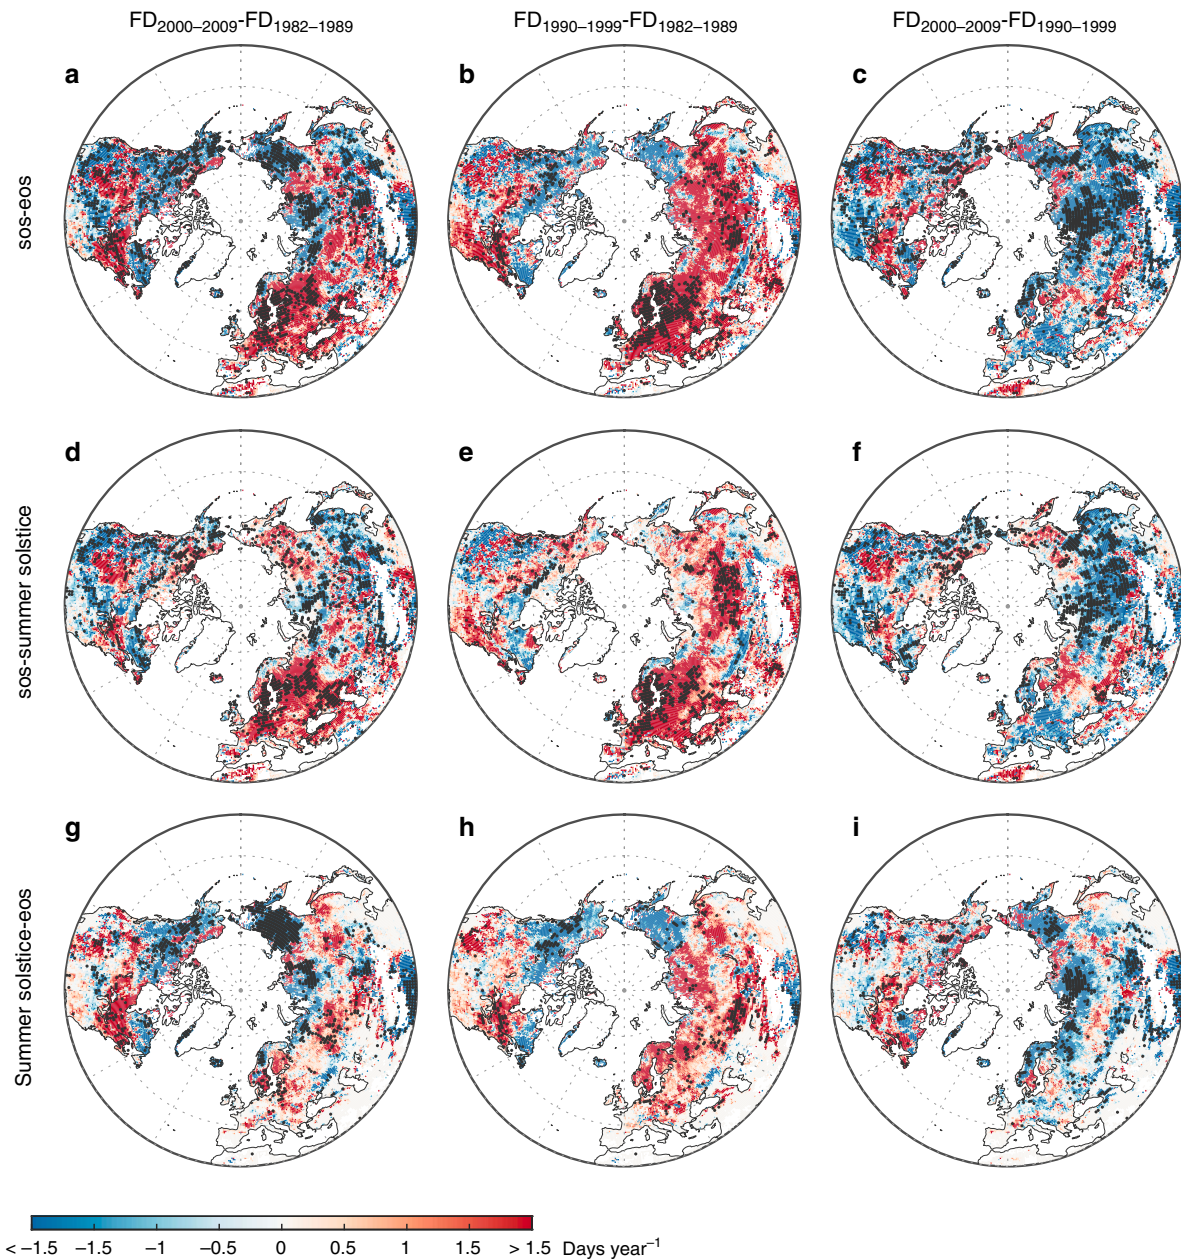 FD2000–2009-FD1982–1989
FD1990–1999-FD1982–1989
FD2000–2009-FD1990–1999
a
b
c
sos-eos
d
e
f
sos-summer solstice
g
h
i
Summer solstice-eos
< −1.5 −1.5 −1 −0.5 0 0.5 1 1.5 > 1.5 Days year−1